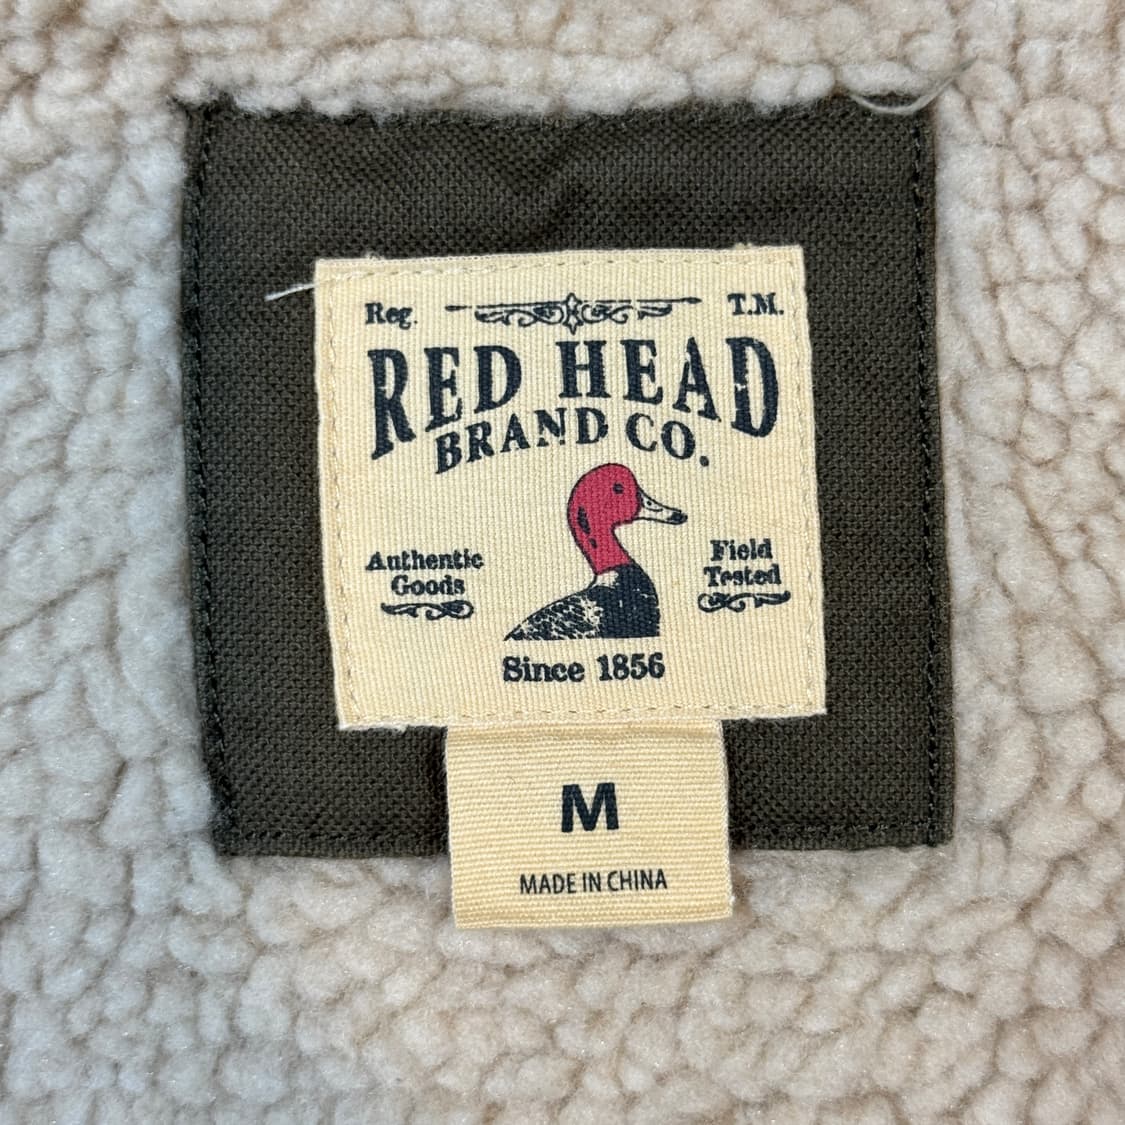 Reg. T.M.
RED HEAD
BRAND CO.
Authentic
Goods
Field
Tested
Since 1856
M
MADE IN CHINA